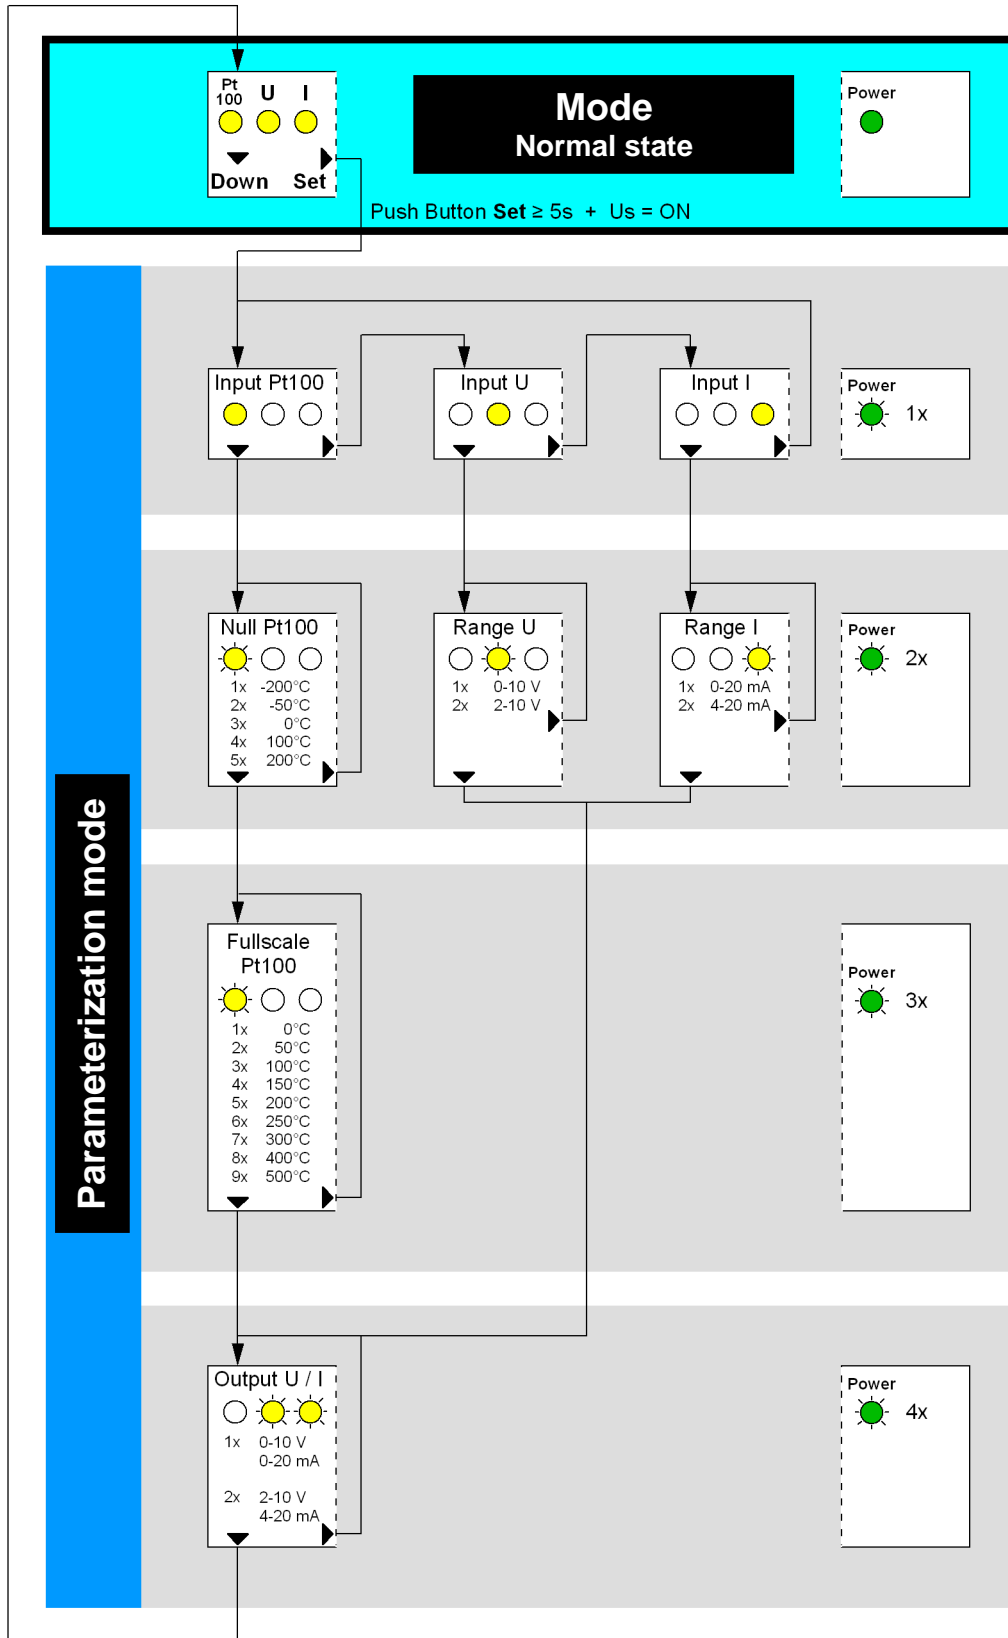 Pt
100 U I
Down Set
Mode
Normal state
Power
Push Button Set ≥ 5s + Us = ON
Parameterization mode
Input Pt100
Input U
Input I
Power
1x
Null Pt100
1x -200°C
2x -50°C
3x 0°C
4x 100°C
5x 200°C
Range U
1x 0-10 V
2x 2-10 V
Range I
1x 0-20 mA
2x 4-20 mA
Power
2x
Fullscale
Pt100
1x 0°C
2x 50°C
3x 100°C
4x 150°C
5x 200°C
6x 250°C
7x 300°C
8x 400°C
9x 500°C
Power
3x
Output U / I
1x 0-10 V
0-20 mA
2x 2-10 V
4-20 mA
Power
4x